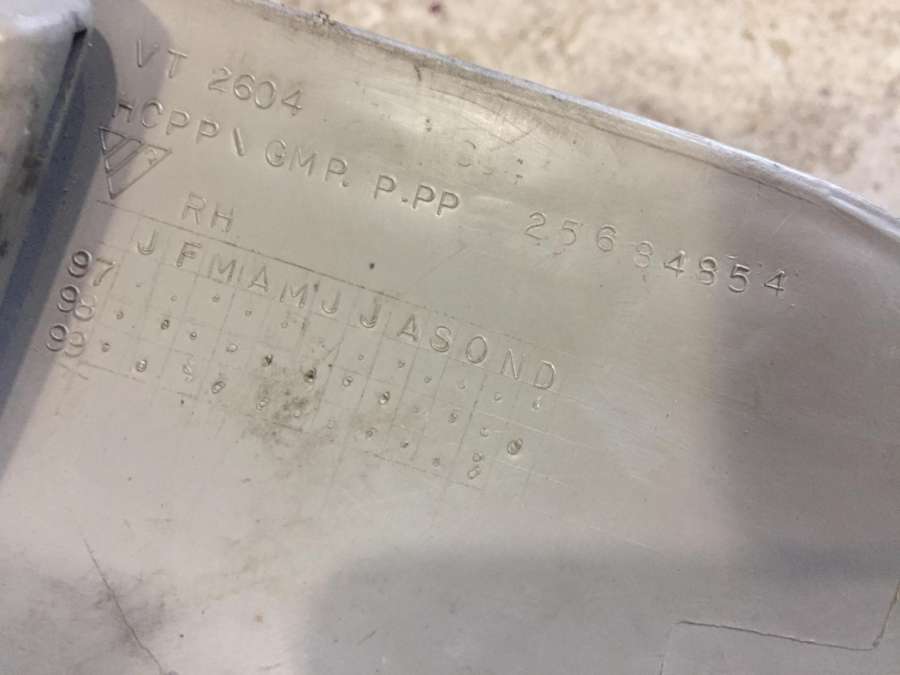 VT 2604
HCPP\GMP. P.PP 25684854
RH
J F M A M J J A S O N D
97
98
99